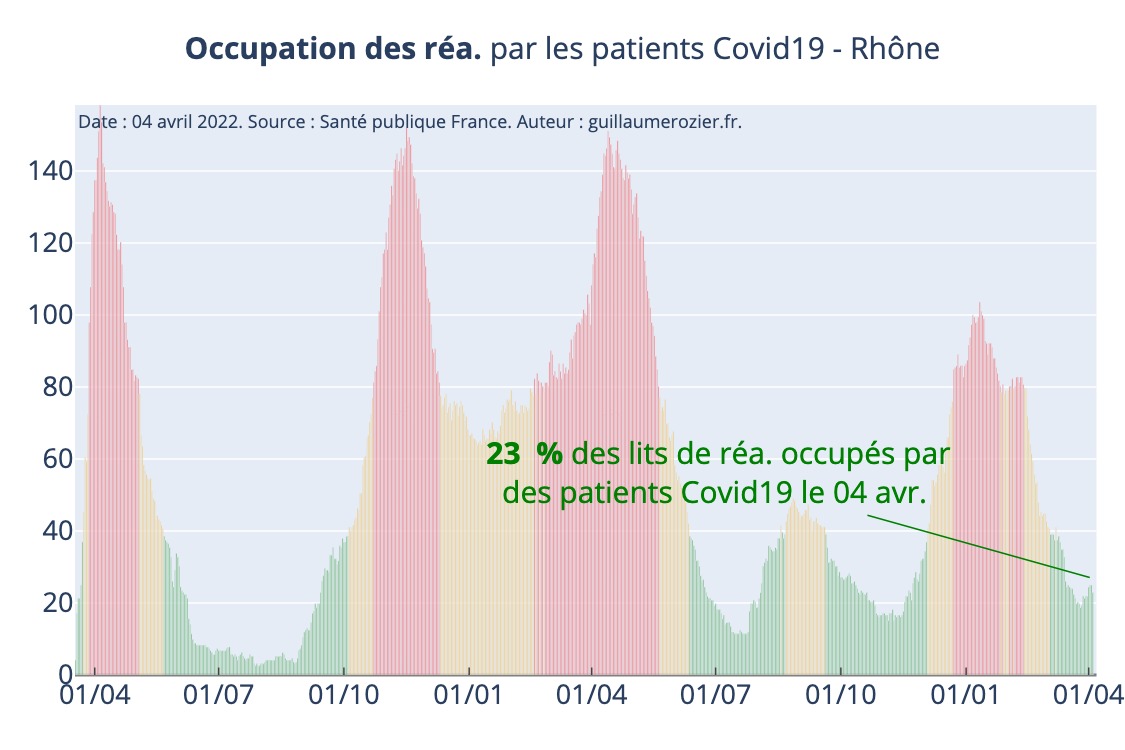 Occupation des réa. par les patients Covid19 - Rhône
Date : 04 avril 2022. Source : Santé publique France. Auteur : guillaumerozier.fr.
140
120
100
80
60
40
20
0
23 % des lits de réa. occupés par
des patients Covid19 le 04 avr.
01/04 01/07 01/10 01/01 01/04 01/07 01/10 01/01 01/04